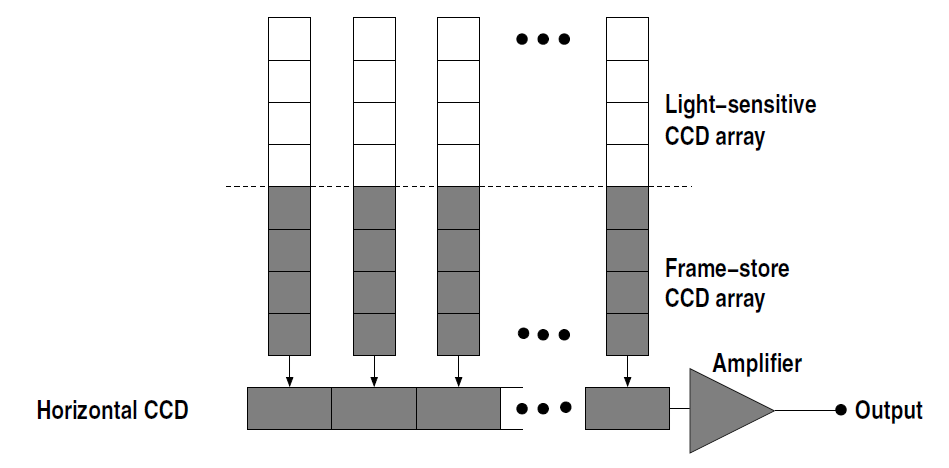 Light-sensitive
CCD array
Frame-store
CCD array
Amplifier
Horizontal CCD
Output